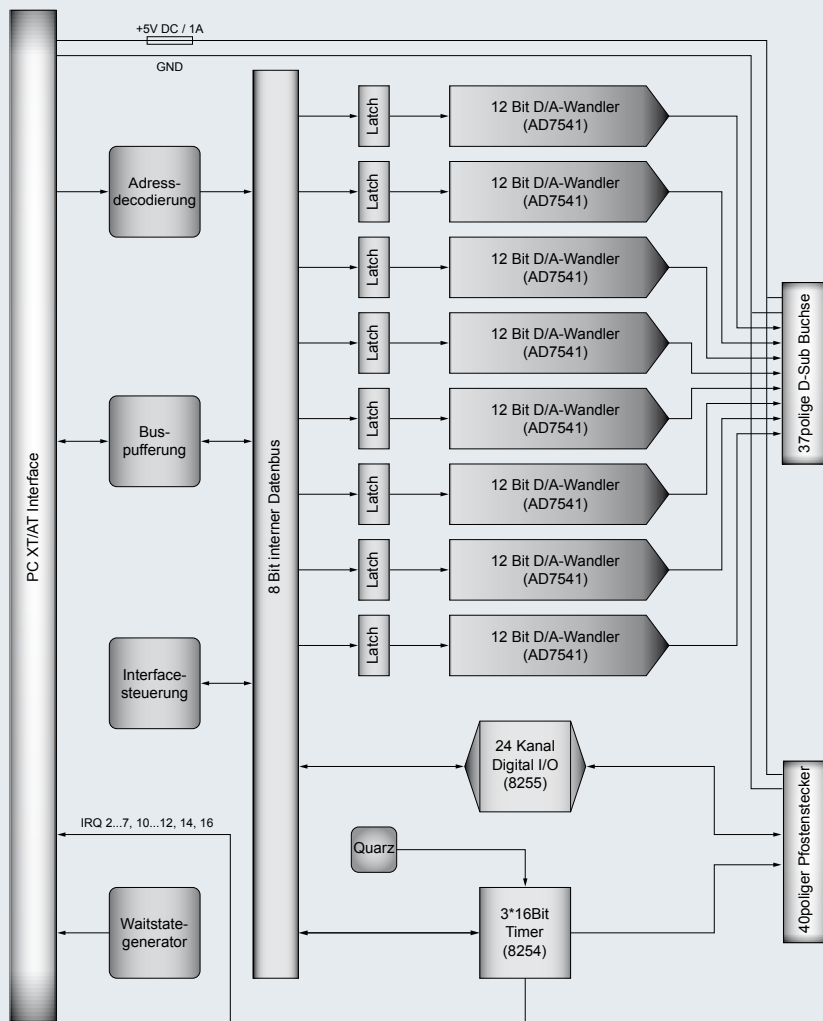 +5V DC / 1A
GND
PC XT/AT Interface
Adress-
decodierung
Bus-
pufferung
Interface-
steuerung
IRQ 2...7, 10...12, 14, 16
Waitstate-
generator
8 Bit interner Datenbus
Latch
12 Bit D/A-Wandler
(AD7541)
Latch
12 Bit D/A-Wandler
(AD7541)
Latch
12 Bit D/A-Wandler
(AD7541)
Latch
12 Bit D/A-Wandler
(AD7541)
Latch
12 Bit D/A-Wandler
(AD7541)
Latch
12 Bit D/A-Wandler
(AD7541)
Latch
12 Bit D/A-Wandler
(AD7541)
Latch
12 Bit D/A-Wandler
(AD7541)
24 Kanal
Digital I/O
(8255)
Quarz
3*16Bit
Timer
(8254)
37polige D-Sub Buchse
40poliger Pfostenstecker